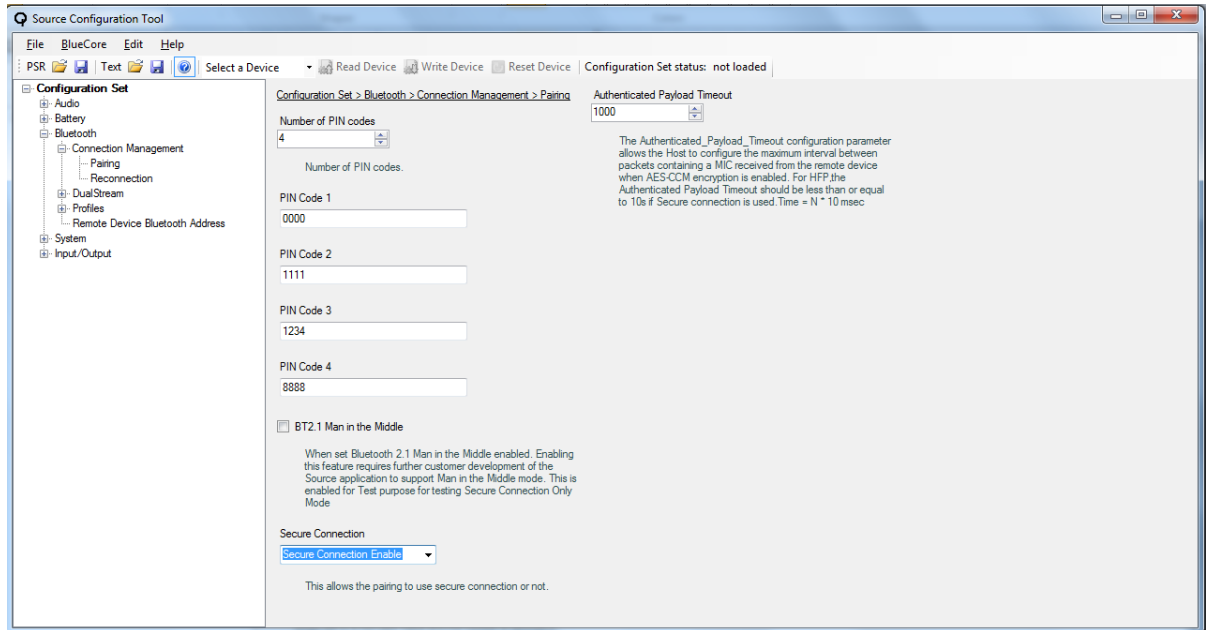 Source Configuration Tool
File BlueCore Edit Help
PSR Text Select a Device Read Device Write Device Reset Device Configuration Set status: not loaded
Configuration Set
Audio
Battery
Bluetooth
Connection Management
Pairing
Reconnection
DualStream
Profiles
Remote Device Bluetooth Address
System
Input/Output
Configuration Set > Bluetooth > Connection Management > Pairing
Number of PIN codes
4
Number of PIN codes.
PIN Code 1
0000
PIN Code 2
1111
PIN Code 3
1234
PIN Code 4
8888
BT2.1 Man in the Middle
When set Bluetooth 2.1 Man in the Middle enabled. Enabling
this feature requires further customer development of the
Source application to support Man in the Middle mode. This is
enabled for Test purpose for testing Secure Connection Only
Mode
Secure Connection
Secure Connection Enable
This allows the pairing to use secure connection or not.
Authenticated Payload Timeout
1000
The Authenticated_Payload_Timeout configuration parameter
allows the Host to configure the maximum interval between
packets containing a MIC received from the remote device
when AES-CCM encryption is enabled. For HFP,the
Authenticated Payload Timeout should be less than or equal
to 10s if Secure connection is used.Time = N * 10 msec